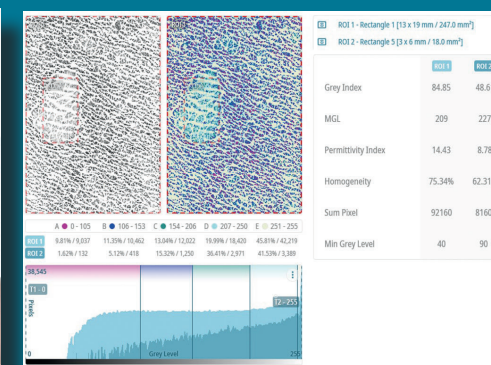 ROI 1 - Rectangle 1 [13 x 19 mm / 247.0 mm²]
ROI 2 - Rectangle 5 [3 x 6 mm / 18.0 mm²]
ROI 1 ROI 2
Grey Index 84.85 48.6
MGL 209 227
Permittivity Index 14.43 8.78
Homogeneity 75.34% 62.31
Sum Pixel 92160 8160
Min Grey Level 40 90
A 0 - 105 B 106 - 153 C 154 - 206 D 207 - 250 E 251 - 255
ROI 1 9.81% / 9,037 11.35% / 10,462 13.04% / 12,022 19.99% / 18,420 45.81% / 42,219
ROI 2 1.62% / 132 5.12% / 418 15.32% / 1,250 36.41% / 2,971 41.53% / 3,389
38,545
T1 - 0
T2 - 255
Pixels
0 Grey Level 255